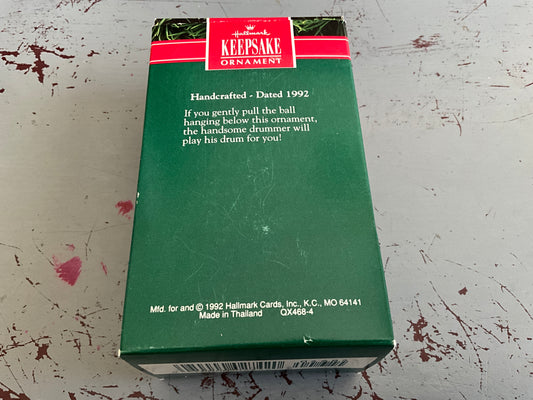 Hallmark
KEEPSAKE
ORNAMENT
Handcrafted - Dated 1992
If you gently pull the ball
hanging below this ornament,
the handsome drummer will
play his drum for you!
Mfd. for and © 1992 Hallmark Cards, Inc., K.C., MO 64141
Made in Thailand QX468-4